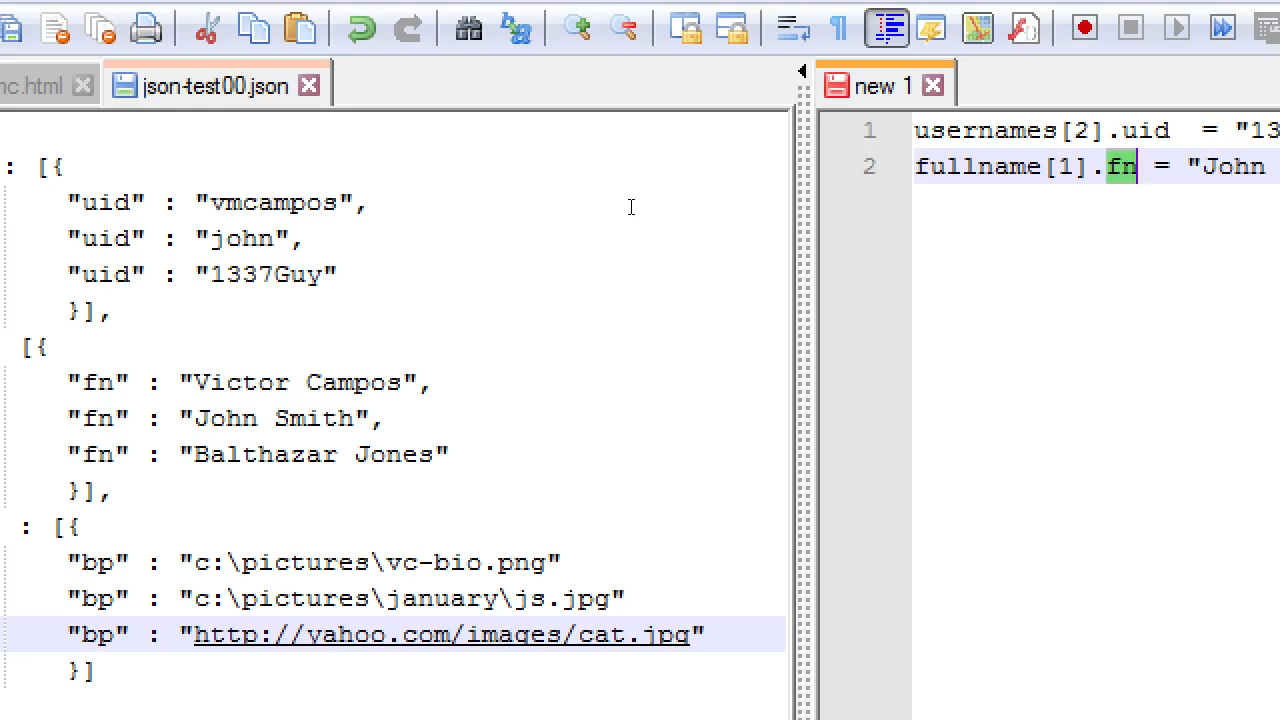 nc.html
json-test00.json
new 1
: [{
"uid" : "vmcampos",
"uid" : "john",
"uid" : "1337Guy"
}],
[{
"fn" : "Victor Campos",
"fn" : "John Smith",
"fn" : "Balthazar Jones"
}],
: [{
"bp" : "c:\pictures\vc-bio.png"
"bp" : "c:\pictures\january\js.jpg"
"bp" : "http://yahoo.com/images/cat.jpg"
}]
1 usernames[2].uid = "13
2 fullname[1].fn = "John